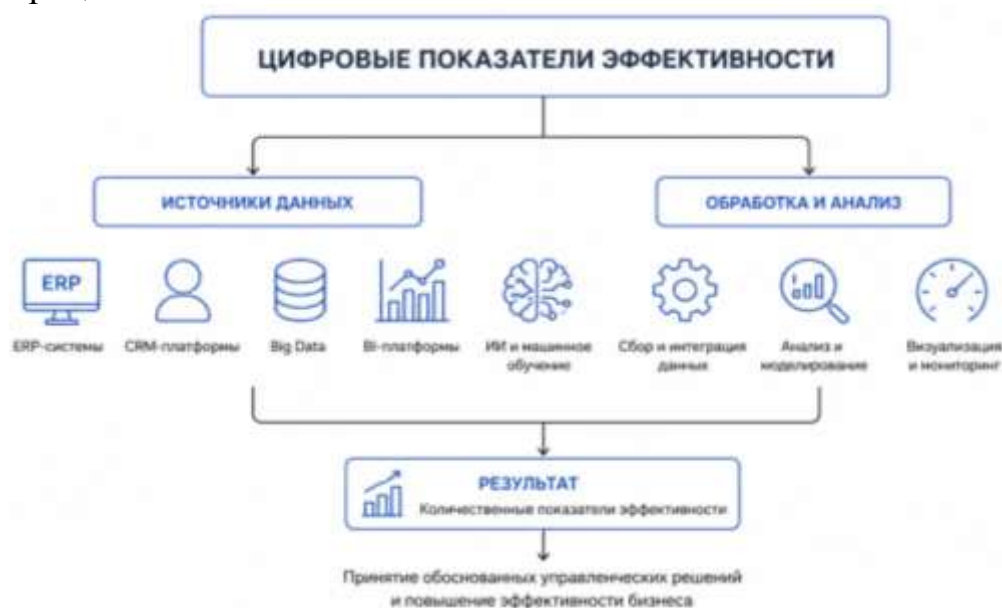 ЦИФРОВЫЕ ПОКАЗАТЕЛИ ЭФФЕКТИВНОСТИ
ИСТОЧНИКИ ДАННЫХ
ОБРАБОТКА И АНАЛИЗ
ERP
ERP-системы
CRM-платформы
Big Data
BI-платформы
ИИ и машинное
обучение
Сбор и интеграция
данных
Анализ и
моделирование
Визуализация
и мониторинг
РЕЗУЛЬТАТ
Количественные показатели эффективности
Принятие обоснованных управленческих решений
и повышение эффективности бизнеса